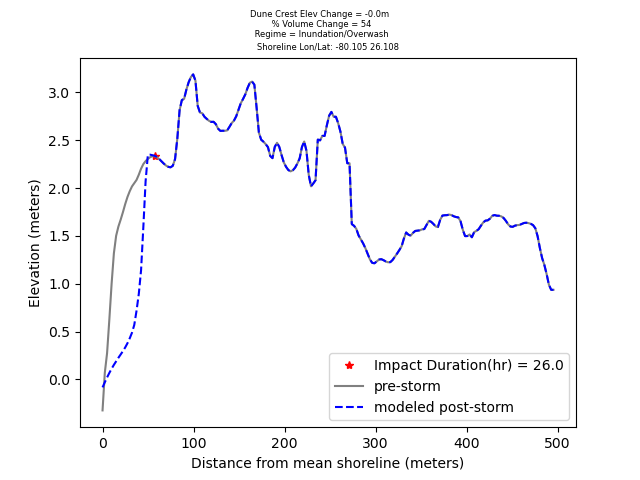 Dune Crest Elev Change = -0.0m
% Volume Change = 54
Regime = Inundation/Overwash
Shoreline Lon/Lat: -80.105 26.108
3.0
2.5
2.0
1.5
1.0
0.5
0.0
Elevation (meters)
Impact Duration(hr) = 26.0
pre-storm
modeled post-storm
0 100 200 300 400 500
Distance from mean shoreline (meters)